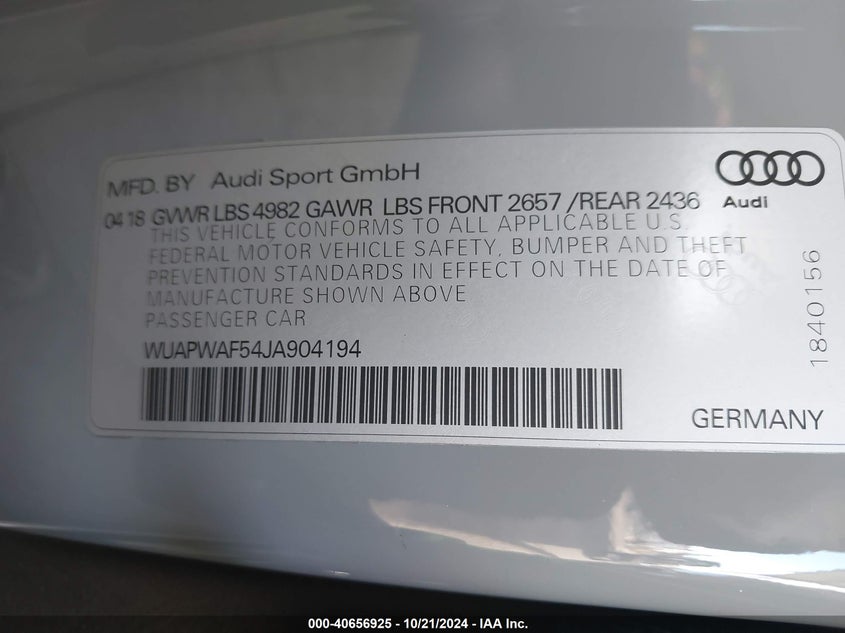 MFD. BY Audi Sport GmbH
Audi
04 18 GVWR LBS 4982 GAWR LBS FRONT 2657 /REAR 2436
THIS VEHICLE CONFORMS TO ALL APPLICABLE U.S.
FEDERAL MOTOR VEHICLE SAFETY, BUMPER AND THEFT
PREVENTION STANDARDS IN EFFECT ON THE DATE OF
MANUFACTURE SHOWN ABOVE
PASSENGER CAR
WUAPWAF54JA904194
1840156
GERMANY
000-40656925 - 10/21/2024 - IAA Inc.